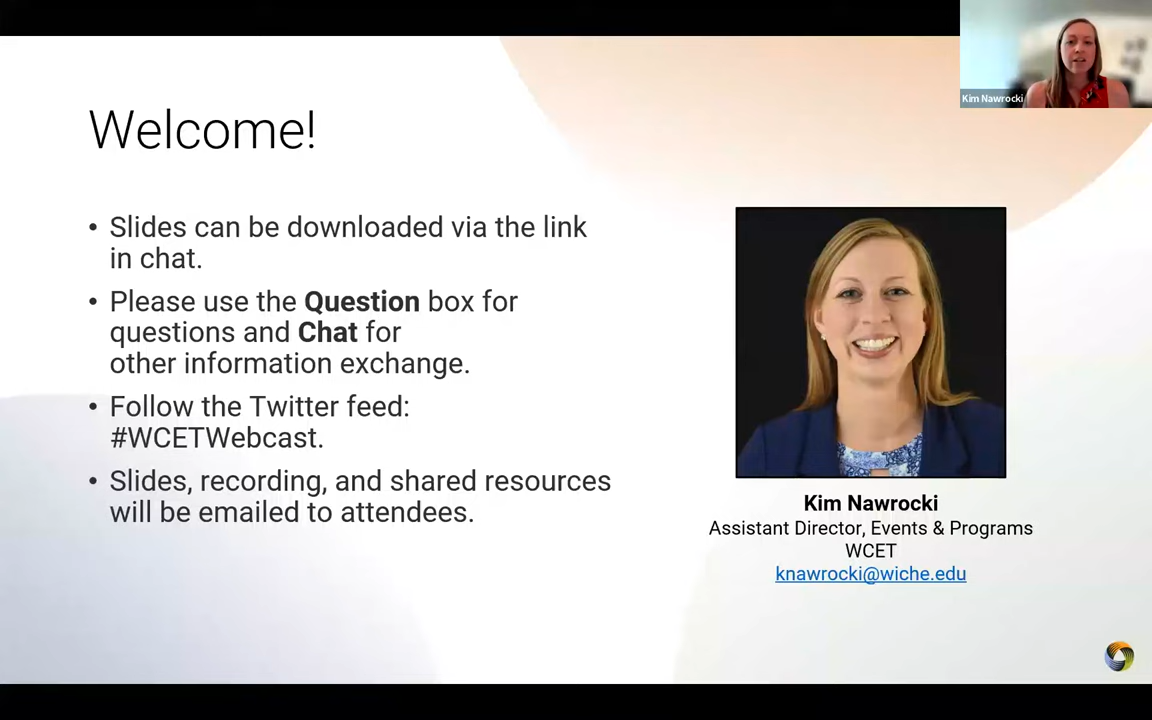 Kim Nawrocki
Welcome!
• Slides can be downloaded via the link
in chat.
• Please use the Question box for
questions and Chat for
other information exchange.
• Follow the Twitter feed:
#WCETWebcast.
• Slides, recording, and shared resources
will be emailed to attendees.
Kim Nawrocki
Assistant Director, Events & Programs
WCET
knawrocki@wiche.edu